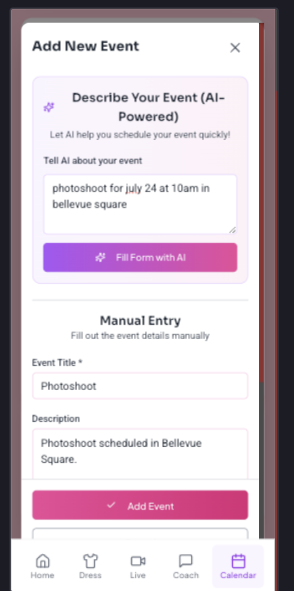 Add New Event
Describe Your Event (AI-
Powered)
Let AI help you schedule your event quickly!
Tell AI about your event
photoshoot for july 24 at 10am in
bellevue square
Fill Form with AI
Manual Entry
Fill out the event details manually
Event Title *
Photoshoot
Description
Photoshoot scheduled in Bellevue
Square.
Add Event
Home
Dress
Live
Coach
Calendar